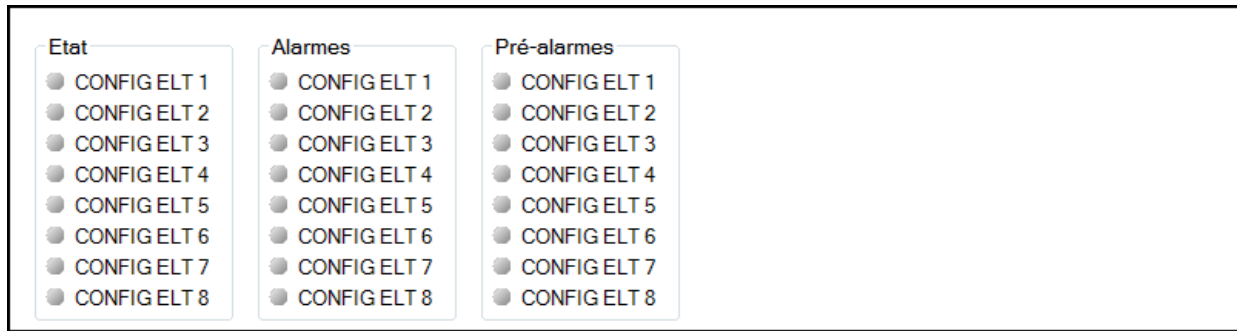 Etat
CONFIG ELT 1
CONFIG ELT 2
CONFIG ELT 3
CONFIG ELT 4
CONFIG ELT 5
CONFIG ELT 6
CONFIG ELT 7
CONFIG ELT 8
Alarmes
CONFIG ELT 1
CONFIG ELT 2
CONFIG ELT 3
CONFIG ELT 4
CONFIG ELT 5
CONFIG ELT 6
CONFIG ELT 7
CONFIG ELT 8
Pré-alarmes
CONFIG ELT 1
CONFIG ELT 2
CONFIG ELT 3
CONFIG ELT 4
CONFIG ELT 5
CONFIG ELT 6
CONFIG ELT 7
CONFIG ELT 8